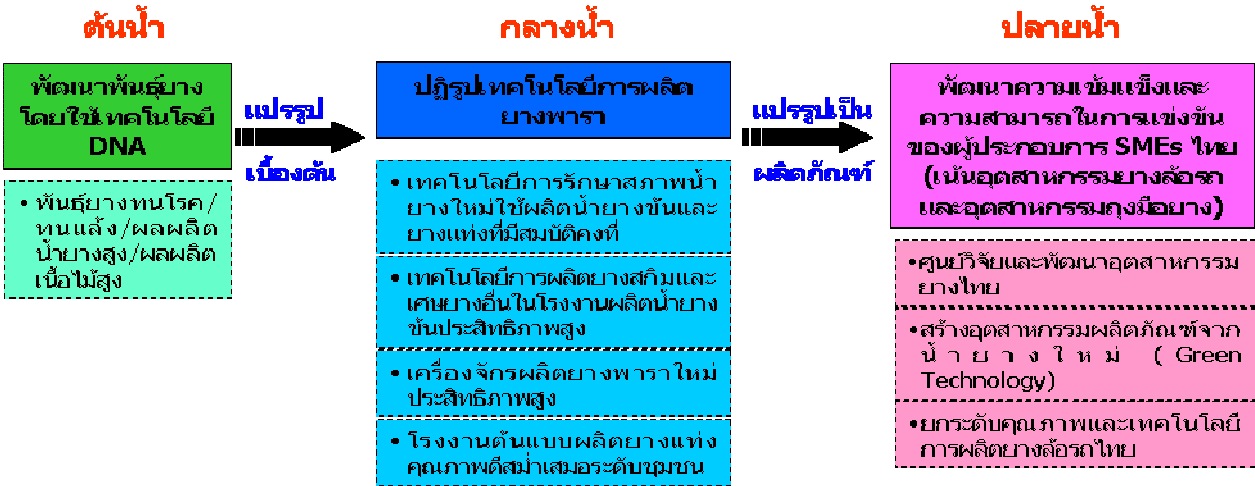 ต้นน้ำ
พัฒนาพันธุ์ยาง
โดยใช้เทคโนโลยี
DNA
• พันธุ์ยางทนโรค/
ทนแล้ง/ผลผลิต
น้ำยางสูง/ผลผลิต
เนื้อไม้สูง
แปรรูป
เบื้องต้น
กลางน้ำ
ปฏิรูปเทคโนโลยีการผลิต
ยางพารา
• เทคโนโลยีการรักษาสภาพน้ำ
ยางใหม่ใช้ผลิตน้ำยางข้นและ
ยางแท่งที่มีสมบัติคงที่
• เทคโนโลยีการผลิตยางสกิมและ
เศษยางอื่นในโรงงานผลิตน้ำยาง
ข้นประสิทธิภาพสูง
• เครื่องจักรผลิตยางพาราใหม่
ประสิทธิภาพสูง
• โรงงานต้นแบบผลิตยางแท่ง
คุณภาพดีสม่ำเสมอระดับชุมชน
แปรรูปเป็น
ผลิตภัณฑ์
ปลายน้ำ
พัฒนาความเข้มแข็งและ
ความสามารถในการแข่งขัน
ของผู้ประกอบการ SMEs ไทย
(เน้นอุตสาหกรรมยางล้อรถ
และอุตสาหกรรมถุงมือยาง)
•ศูนย์วิจัยและพัฒนาอุตสาหกรรม
ยางไทย
•สร้างอุตสาหกรรมผลิตภัณฑ์จาก
น้ำยางใหม่ (Green
Technology)
•ยกระดับคุณภาพและเทคโนโลยี
การผลิตยางล้อรถไทย